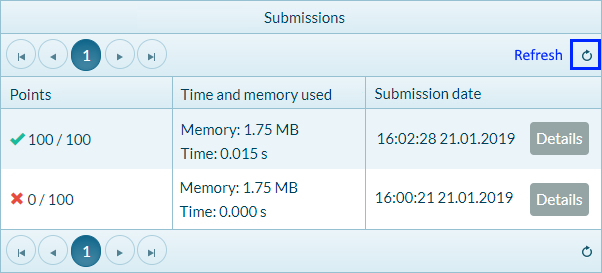 Submissions
1 Refresh
Points Time and memory used Submission date
100 / 100 Memory: 1.75 MB 16:02:28 21.01.2019 Details
Time: 0.015 s
0 / 100 Memory: 1.75 MB 16:00:21 21.01.2019 Details
Time: 0.000 s
1